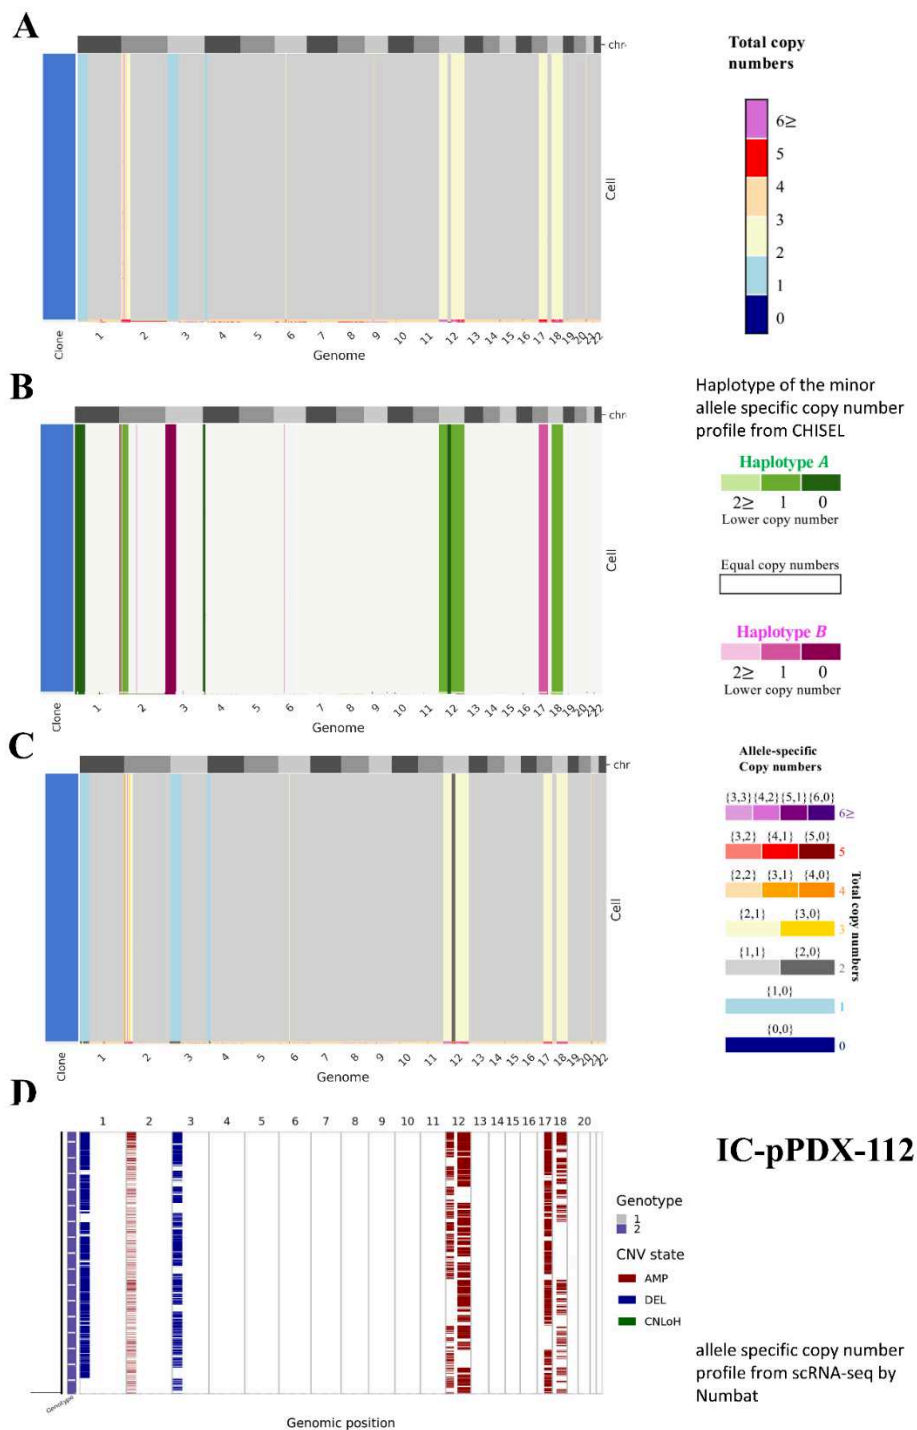 A
chr
Cell
Clone
1 2 3 4 5 6 7 8 9 10 11 12 13 14 15 16 17 18 19 20 21 22
Genome
Total copy
numbers
6≥
5
4
3
2
1
0
B
chr
Cell
Clone
1 2 3 4 5 6 7 8 9 10 11 12 13 14 15 16 17 18 19 20 21 22
Genome
Haplotype of the minor
allele specific copy number
profile from CHISEL
Haplotype A
2≥ 1 0
Lower copy number
Equal copy numbers
Haplotype B
2≥ 1 0
Lower copy number
C
chr
Cell
Clone
1 2 3 4 5 6 7 8 9 10 11 12 13 14 15 16 17 18 19 20 21 22
Genome
Allele-specific
Copy numbers
{3,3} {4,2} {5,1} {6,0}
6≥
{3,2} {4,1} {5,0}
5
{2,2} {3,1} {4,0}
4
{2,1} {3,0}
3
{1,1} {2,0}
2
{1,0}
1
{0,0}
0
Total copy numbers
D
1 2 3 4 5 6 7 8 9 10 11 12 13 14 15 16 17 18 20
Genotype
Genomic position
Genotype
1
2
CNV state
AMP
DEL
CNLoH
IC-pPDX-112
allele specific copy number
profile from scRNA-seq by
Numbat